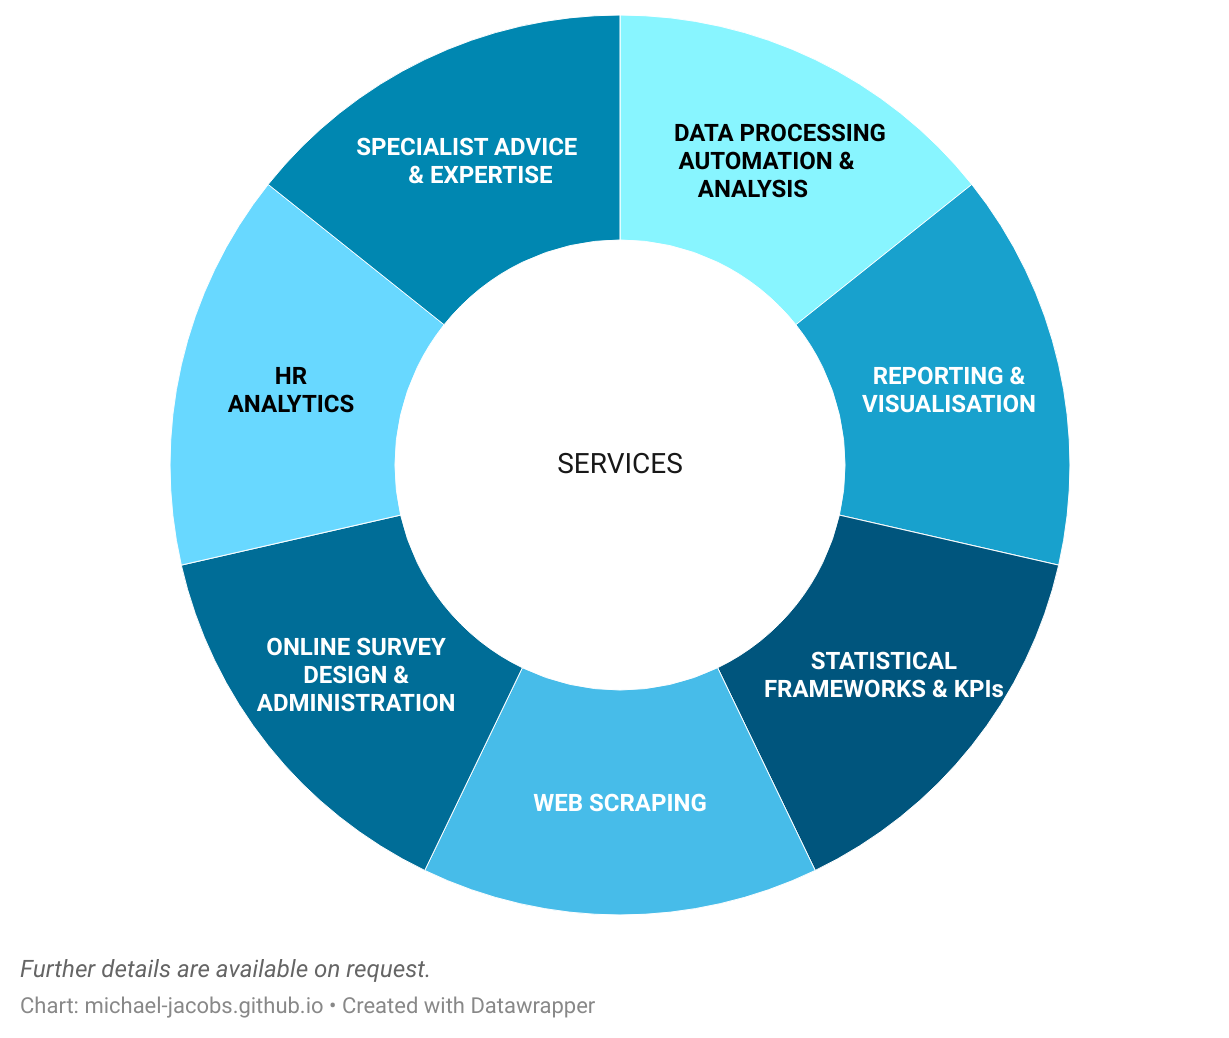 SPECIALIST ADVICE
& EXPERTISE
DATA PROCESSING
AUTOMATION &
ANALYSIS
HR
ANALYTICS
REPORTING &
VISUALISATION
SERVICES
ONLINE SURVEY
DESIGN &
ADMINISTRATION
STATISTICAL
FRAMEWORKS & KPIs
WEB SCRAPING
Further details are available on request.
Chart: michael-jacobs.github.io • Created with Datawrapper